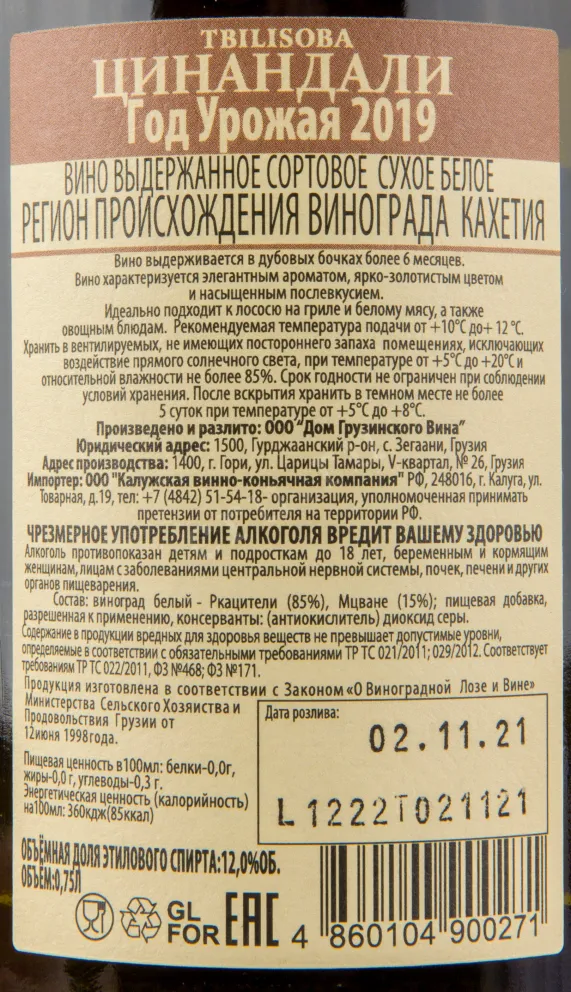 TBILISOBA
ЦИНАНДАЛИ
Год Урожая 2019
ВИНО ВЫДЕРЖАННОЕ СОРТОВОЕ СУХОЕ БЕЛОЕ
РЕГИОН ПРОИСХОЖДЕНИЯ ВИНОГРАДА КАХЕТИЯ
Вино выдерживается в дубовых бочках более 6 месяцев.
Вино характеризуется элегантным ароматом, ярко-золотистым цветом
и насыщенным послевкусием.
Идеально подходит к лососю на гриле и белому мясу, а также
овощным блюдам. Рекомендуемая температура подачи от +10°С до+ 12 °С.
Хранить в вентилируемых, не имеющих постороннего запаха помещениях, исключающих
воздействие прямого солнечного света, при температуре от +5°С до +20°С и
относительной влажности не более 85%. Срок годности не ограничен при соблюдении
условий хранения. После вскрытия хранить в темном месте не более
5 суток при температуре от +5°С до +8°С.
Произведено и разлито: ООО "Дом Грузинского Вина"
Юридический адрес: 1500, Гурджаанский р-он, с. Зегаани, Грузия
Адрес производства: 1400, г. Гори, ул. Царицы Тамары, V-квартал, № 26, Грузия
Импортер: ООО "Калужская винно-коньячная компания" РФ, 248016, г. Калуга, ул.
Товарная, д.19, тел: +7 (4842) 51-54-18- организация, уполномоченная принимать
претензии от потребителя на территории РФ.
ЧРЕЗМЕРНОЕ УПОТРЕБЛЕНИЕ АЛКОГОЛЯ ВРЕДИТ ВАШЕМУ ЗДОРОВЬЮ
Алкоголь противопоказан детям и подросткам до 18 лет, беременным и кормящим
женщинам, лицам с заболеваниями центральной нервной системы, почек, печени и других
органов пищеварения.
Состав: виноград белый - Ркацители (85%), Мцване (15%); пищевая добавка,
разрешенная к применению, консерванты: (антиокислитель) диоксид серы.
Содержание в продукции вредных для здоровья веществ не превышает допустимые уровни,
определяемые в соответствии с обязательными требованиями ТР ТС 021/2011; 029/2012. Соответствует
требованиям ТР ТС 022/2011, ФЗ №468; ФЗ №171.
Продукция изготовлена в соответствии с Законом «О Виноградной Лозе и Вине»
Министерства Сельского Хозяиства и
Продовольствия Грузии от
12июня 1998года.
Дата розлива:
02.11.21
L1222T021121
Пищевая ценность в100мл: белки-0,0г,
жиры-0,0 г, углеводы-0,3 г.
Энергетическая ценность (калорийность)
на100мл: 360кдж(85ккал)
ОБЪЁМНАЯ ДОЛЯ ЭТИЛОВОГО СПИРТА:12,0%ОБ.
ОБЪЕМ:0,75Л
GL
FOR
EAC
4 860104 900271